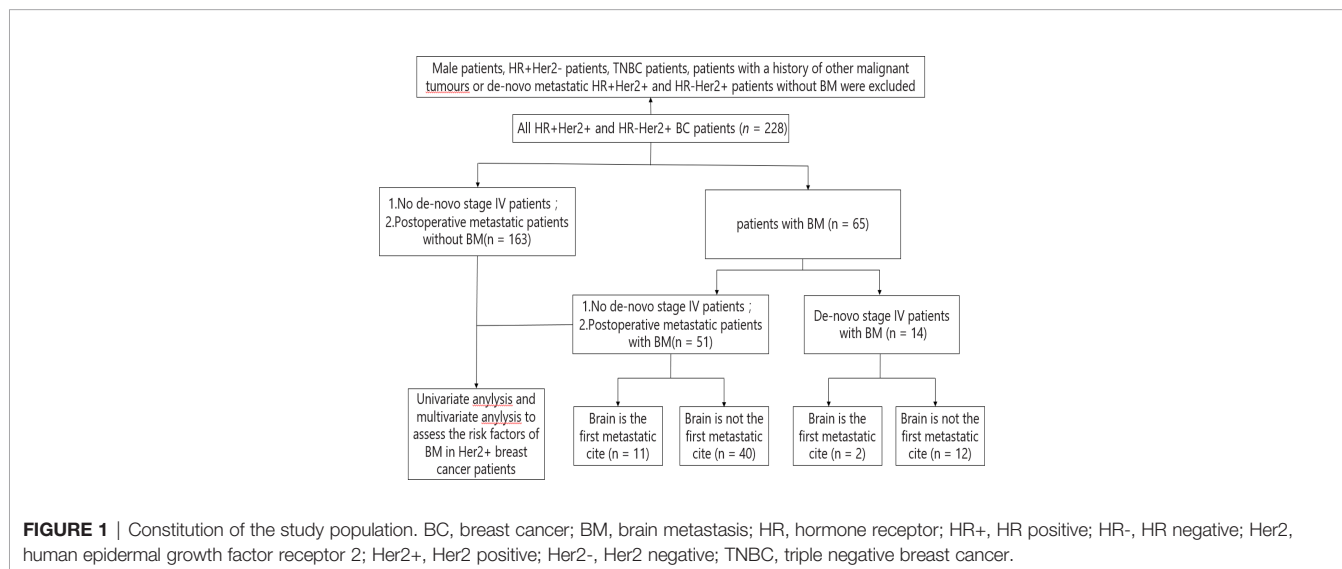 Male patients, HR+Her2- patients, TNBC patients, patients with a history of other malignant
tumours or de-novo metastatic HR+Her2+ and HR-Her2+ patients without BM were excluded
All HR+Her2+ and HR-Her2+ BC patients (n = 228)
1.No de-novo stage IV patients；
2.Postoperative metastatic patients
without BM(n = 163)
patients with BM (n = 65)
1.No de-novo stage IV patients；
2.Postoperative metastatic patients
with BM(n = 51)
De-novo stage IV patients
with BM (n = 14)
Univariate anylysis and
multivariate anylysis to
assess the risk factors of
BM in Her2+ breast
cancer patients
Brain is the
first metastatic
cite (n = 11)
Brain is not the
first metastatic
cite (n = 40)
Brain is the
first metastatic
cite (n = 2)
Brain is not the
first metastatic
cite (n = 12)
FIGURE 1 | Constitution of the study population. BC, breast cancer; BM, brain metastasis; HR, hormone receptor; HR+, HR positive; HR-, HR negative; Her2,
human epidermal growth factor receptor 2; Her2+, Her2 positive; Her2-, Her2 negative; TNBC, triple negative breast cancer.